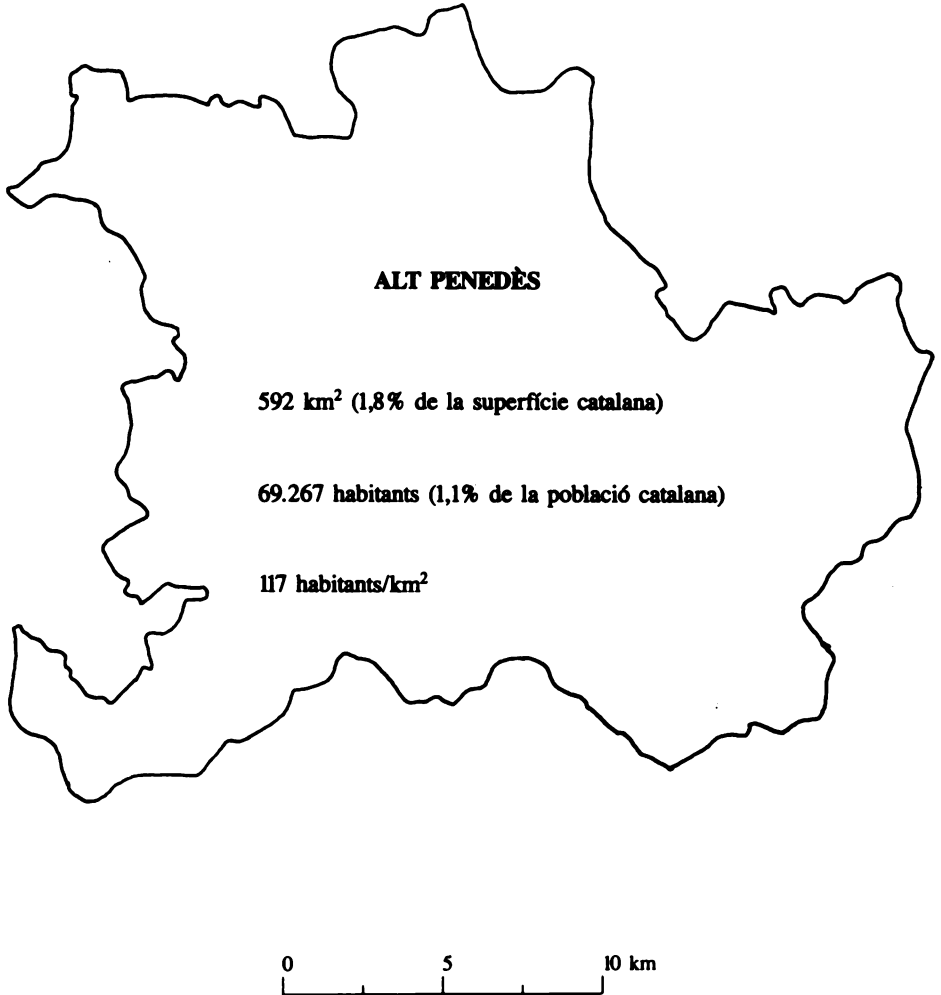 ALT PENEDÈS
592 km² (1,8% de la superfície catalana)
69.267 habitants (1,1% de la població catalana)
117 habitants/km²
0 5 10 km